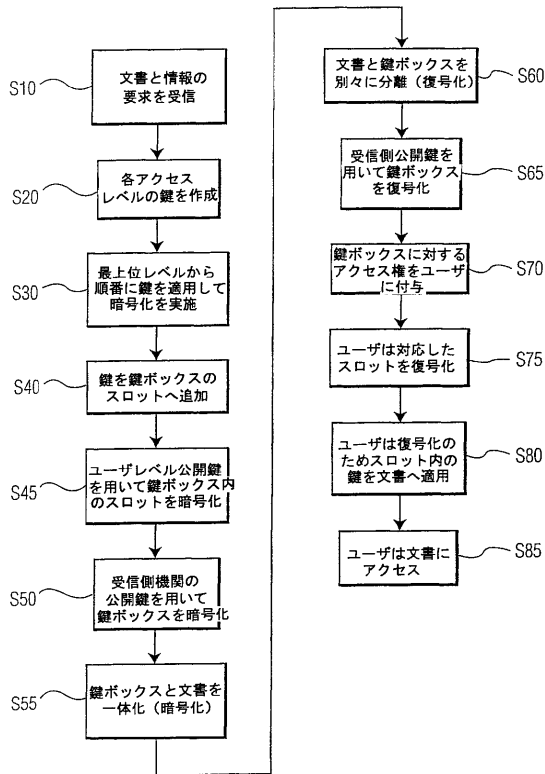 S10
文書と情報の
要求を受信
S20
各アクセス
レベルの鍵を作成
S30
最上位レベルから
順番に鍵を適用して
暗号化を実施
S40
鍵を鍵ボックスの
スロットへ追加
S45
ユーザレベル公開鍵
を用いて鍵ボックス内
のスロットを暗号化
S50
受信側機関の
公開鍵を用いて
鍵ボックスを暗号化
S55
鍵ボックスと文書を
一体化（暗号化）
S60
文書と鍵ボックスを
別々に分離（復号化）
S65
受信側公開鍵を
用いて鍵ボックス
を復号化
S70
鍵ボックスに対する
アクセス権をユーザ
に付与
S75
ユーザは対応した
スロットを復号化
S80
ユーザは復号化の
ためスロット内の
鍵を文書へ適用
S85
ユーザは文書に
アクセス